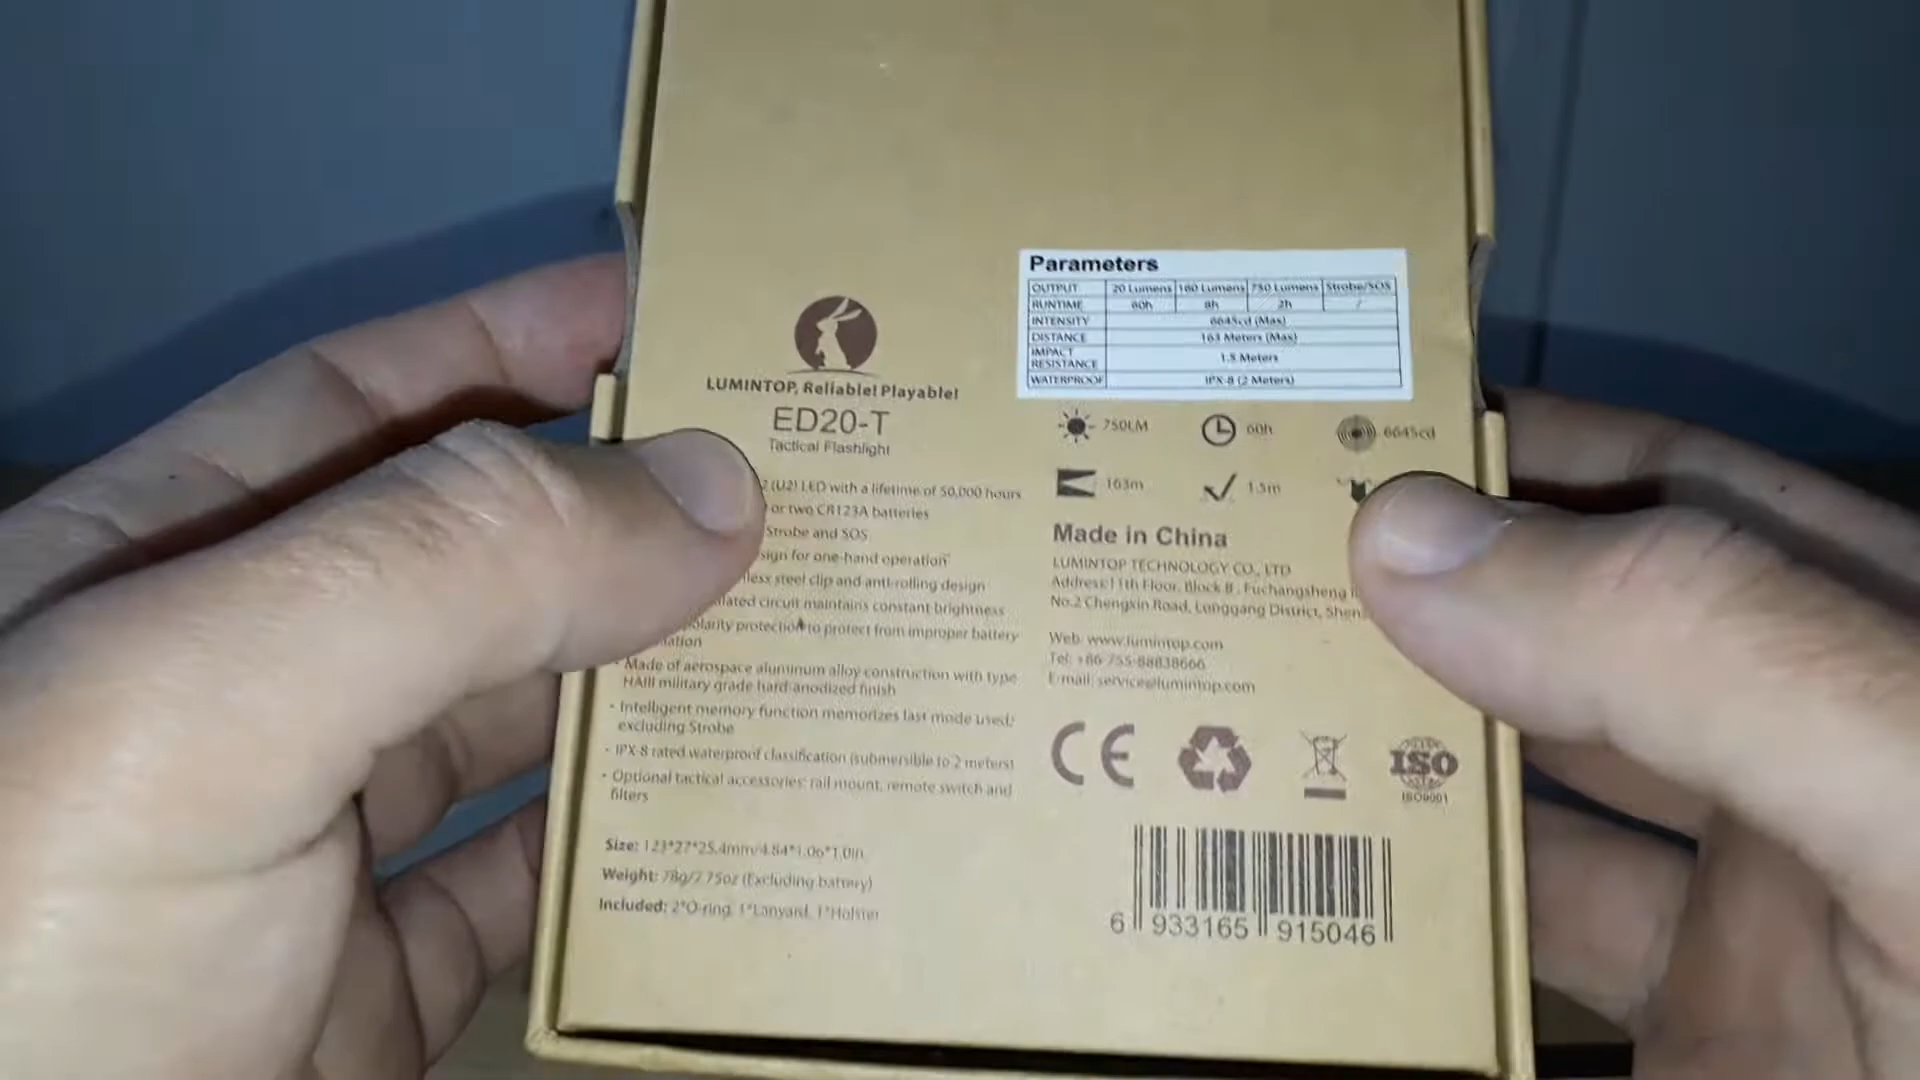 LUMINTOP, Reliable! Playable!
ED20-T
Tactical Flashlight
2 (U2) LED with a lifetime of 50,000 hours
or two CR123A batteries
Strobe and SOS
sign for one-hand operation
less steel clip and anti-rolling design
lated circuit maintains constant brightness
olarity protection to protect from improper battery
lation
· Made of aerospace aluminum alloy construction with type
HAIII military grade hard-anodized finish
· Intelligent memory function memorizes last mode used;
excluding Strobe
· IPX-8 rated waterproof classification (submersible to 2 meters)
· Optional tactical accessories: rail mount, remote switch and
filters
Size: 123*27*25.4mm/4.84*1.06*1.0in
Weight: 78g/2.75oz (Excluding battery)
Included: 2*O-ring, 1*Lanyard, 1*Holster
Parameters
OUTPUT 20 Lumens 160 Lumens 750 Lumens Strobe/SOS
RUNTIME 60h 8h 2h /
INTENSITY 6645cd (Max)
DISTANCE 163 Meters (Max)
IMPACT
RESISTANCE 1.5 Meters
WATERPROOF IPX-8 (2 Meters)
750LM 60h 6645cd
163m 1.5m
Made in China
LUMINTOP TECHNOLOGY CO., LTD
Address:11th Floor, Block B, Fuchangsheng
No.2 Chengxin Road, Longgang District, Shen
Web: www.lumintop.com
Tel: +86-755-88838666
E-mail: service@lumintop.com
CE
ISO
ISO9001
6 933165 915046